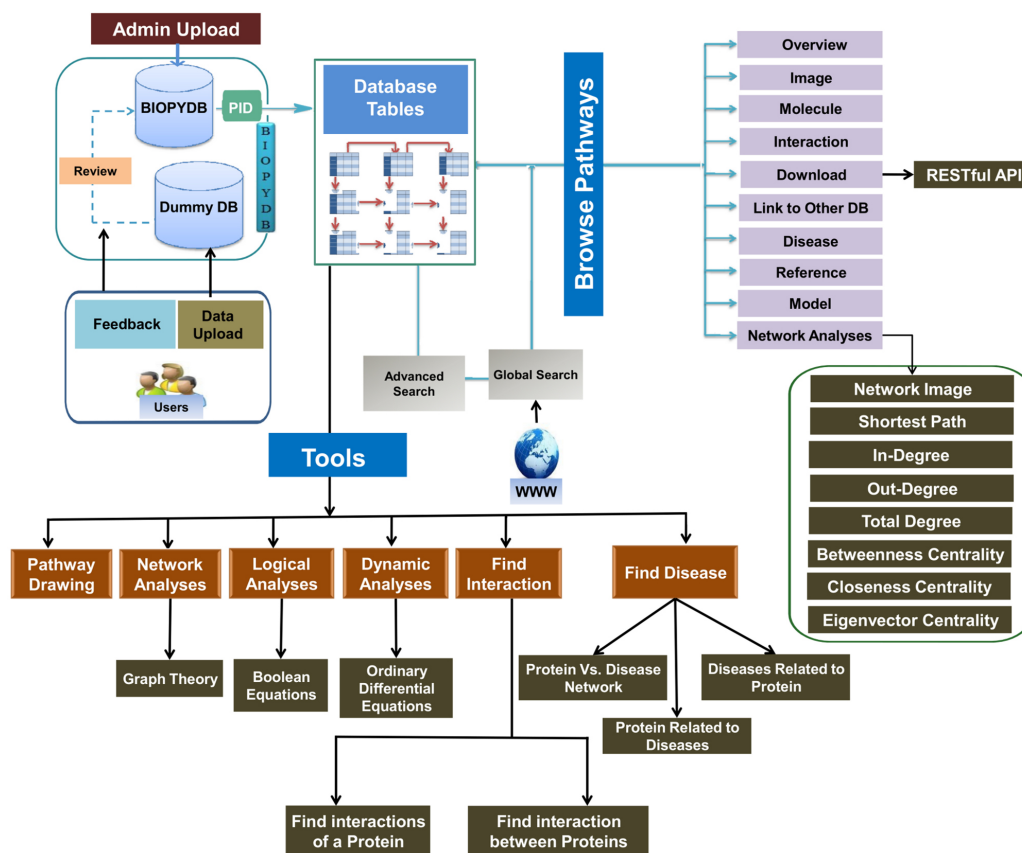 Admin Upload
BIOPYDB
PID
BIOPYDB
Review
Dummy DB
Feedback
Data
Upload
Users
Database
Tables
Browse Pathways
Advanced
Search
Global Search
WWW
Overview
Image
Molecule
Interaction
Download
RESTful API
Link to Other DB
Disease
Reference
Model
Network Analyses
Network Image
Shortest Path
In-Degree
Out-Degree
Total Degree
Betweenness Centrality
Closeness Centrality
Eigenvector Centrality
Tools
Pathway
Drawing
Network
Analyses
Logical
Analyses
Dynamic
Analyses
Find
Interaction
Find Disease
Graph Theory
Boolean
Equations
Ordinary
Differential
Equations
Protein Vs. Disease
Network
Diseases Related to
Protein
Protein Related to
Diseases
Find interactions
of a Protein
Find interaction
between Proteins